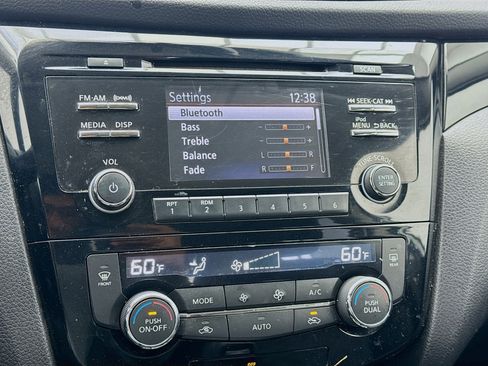 SCAN
FM·AM
SEEK·CAT
Settings 12:38
Bluetooth
Bass - +
Treble - +
Balance L R
Fade R F
MEDIA DISP
iPod
MENU BACK
VOL
TUNE·SCROLL
ENTER
SETTING
RPT
1
RDM
2
3 4 5 6
60°F 60°F
FRONT
REAR
MODE
A/C
PUSH
ON·OFF
AUTO
PUSH
DUAL